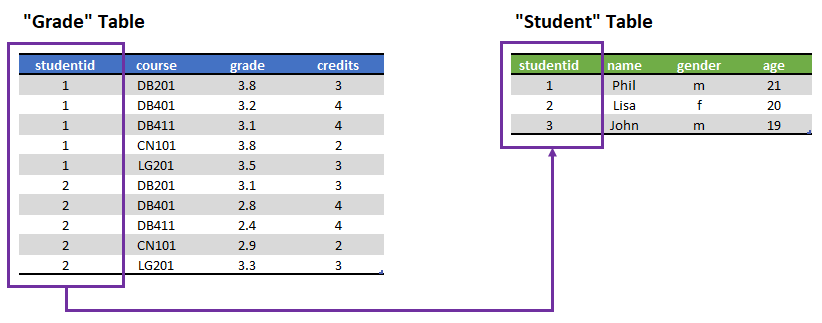 "Grade" Table
studentid course grade credits
1 DB201 3.8 3
1 DB401 3.2 4
1 DB411 3.1 4
1 CN101 3.8 2
1 LG201 3.5 3
2 DB201 3.1 3
2 DB401 2.8 4
2 DB411 2.4 4
2 CN101 2.9 2
2 LG201 3.3 3
"Student" Table
studentid name gender age
1 Phil m 21
2 Lisa f 20
3 John m 19